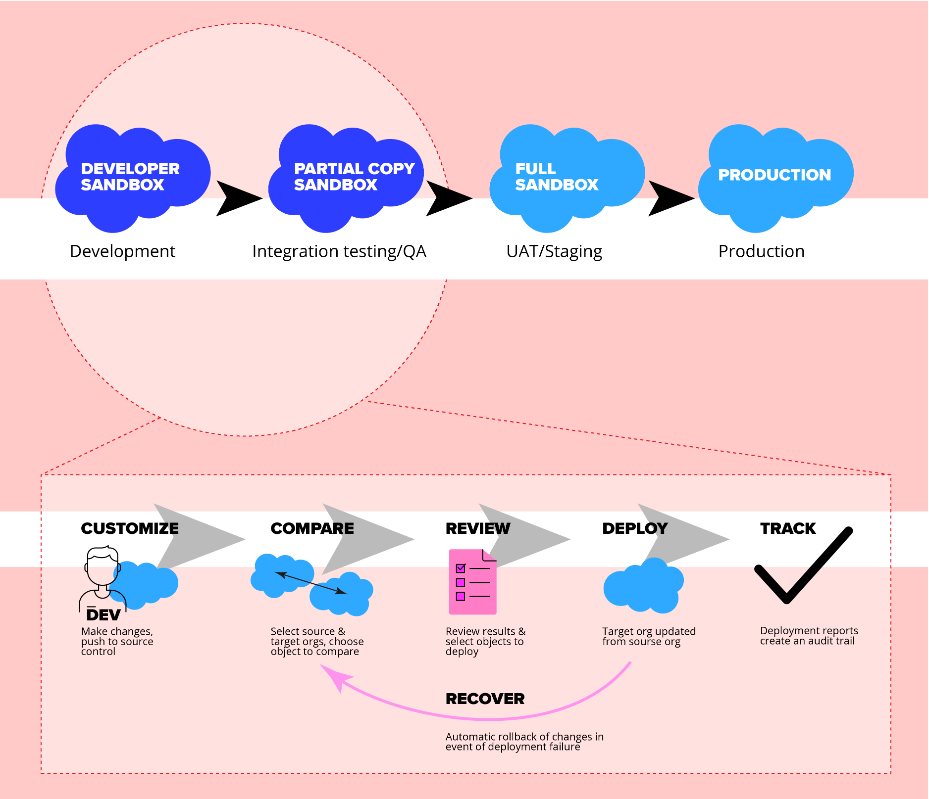 DEVELOPER
SANDBOX
PARTIAL COPY
SANDBOX
FULL
SANDBOX
PRODUCTION
Development
Integration testing/QA
UAT/Staging
Production
CUSTOMIZE
COMPARE
REVIEW
DEPLOY
TRACK
DEV
Make changes,
push to source
control
Select source &
target orgs, choose
object to compare
Review results &
select objects to
deploy
Target org updated
from sourse org
Deployment reports
create an audit trail
RECOVER
Automatic rollback of changes in
event of deployment failure